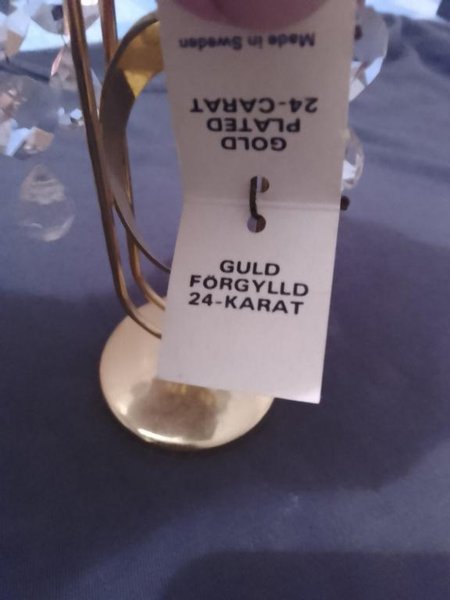 Made in Sweden
24-CARAT
PLATED
GOLD
GULD
FÖRGYLLD
24-KARAT